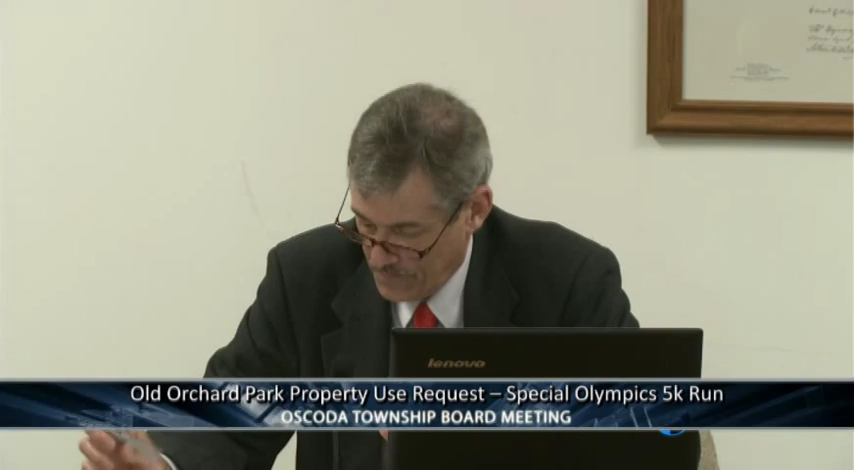 lenovo
Old Orchard Park Property Use Request – Special Olympics 5k Run
OSCODA TOWNSHIP BOARD MEETING